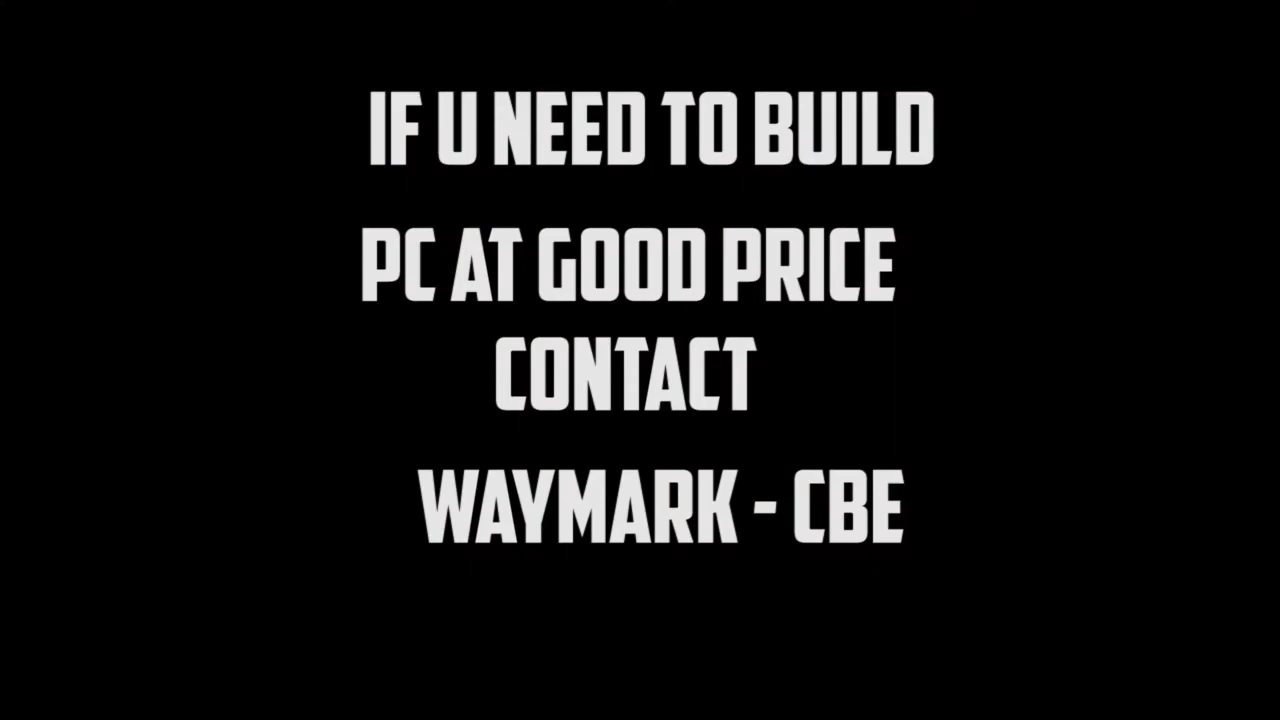 IF U NEED TO BUILD
PC AT GOOD PRICE
CONTACT
WAYMARK - CBE